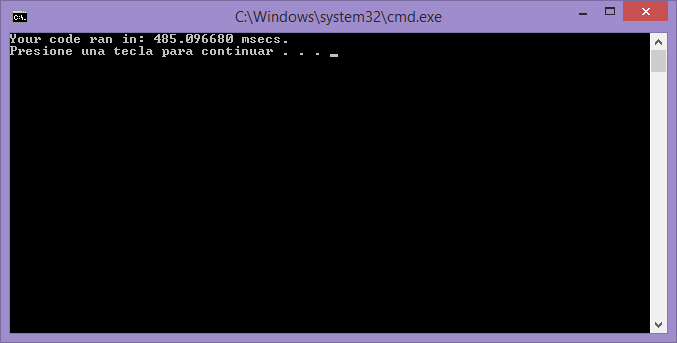 C:\Windows\system32\cmd.exe
Your code ran in: 485.096680 msecs.
Presione una tecla para continuar . . . _